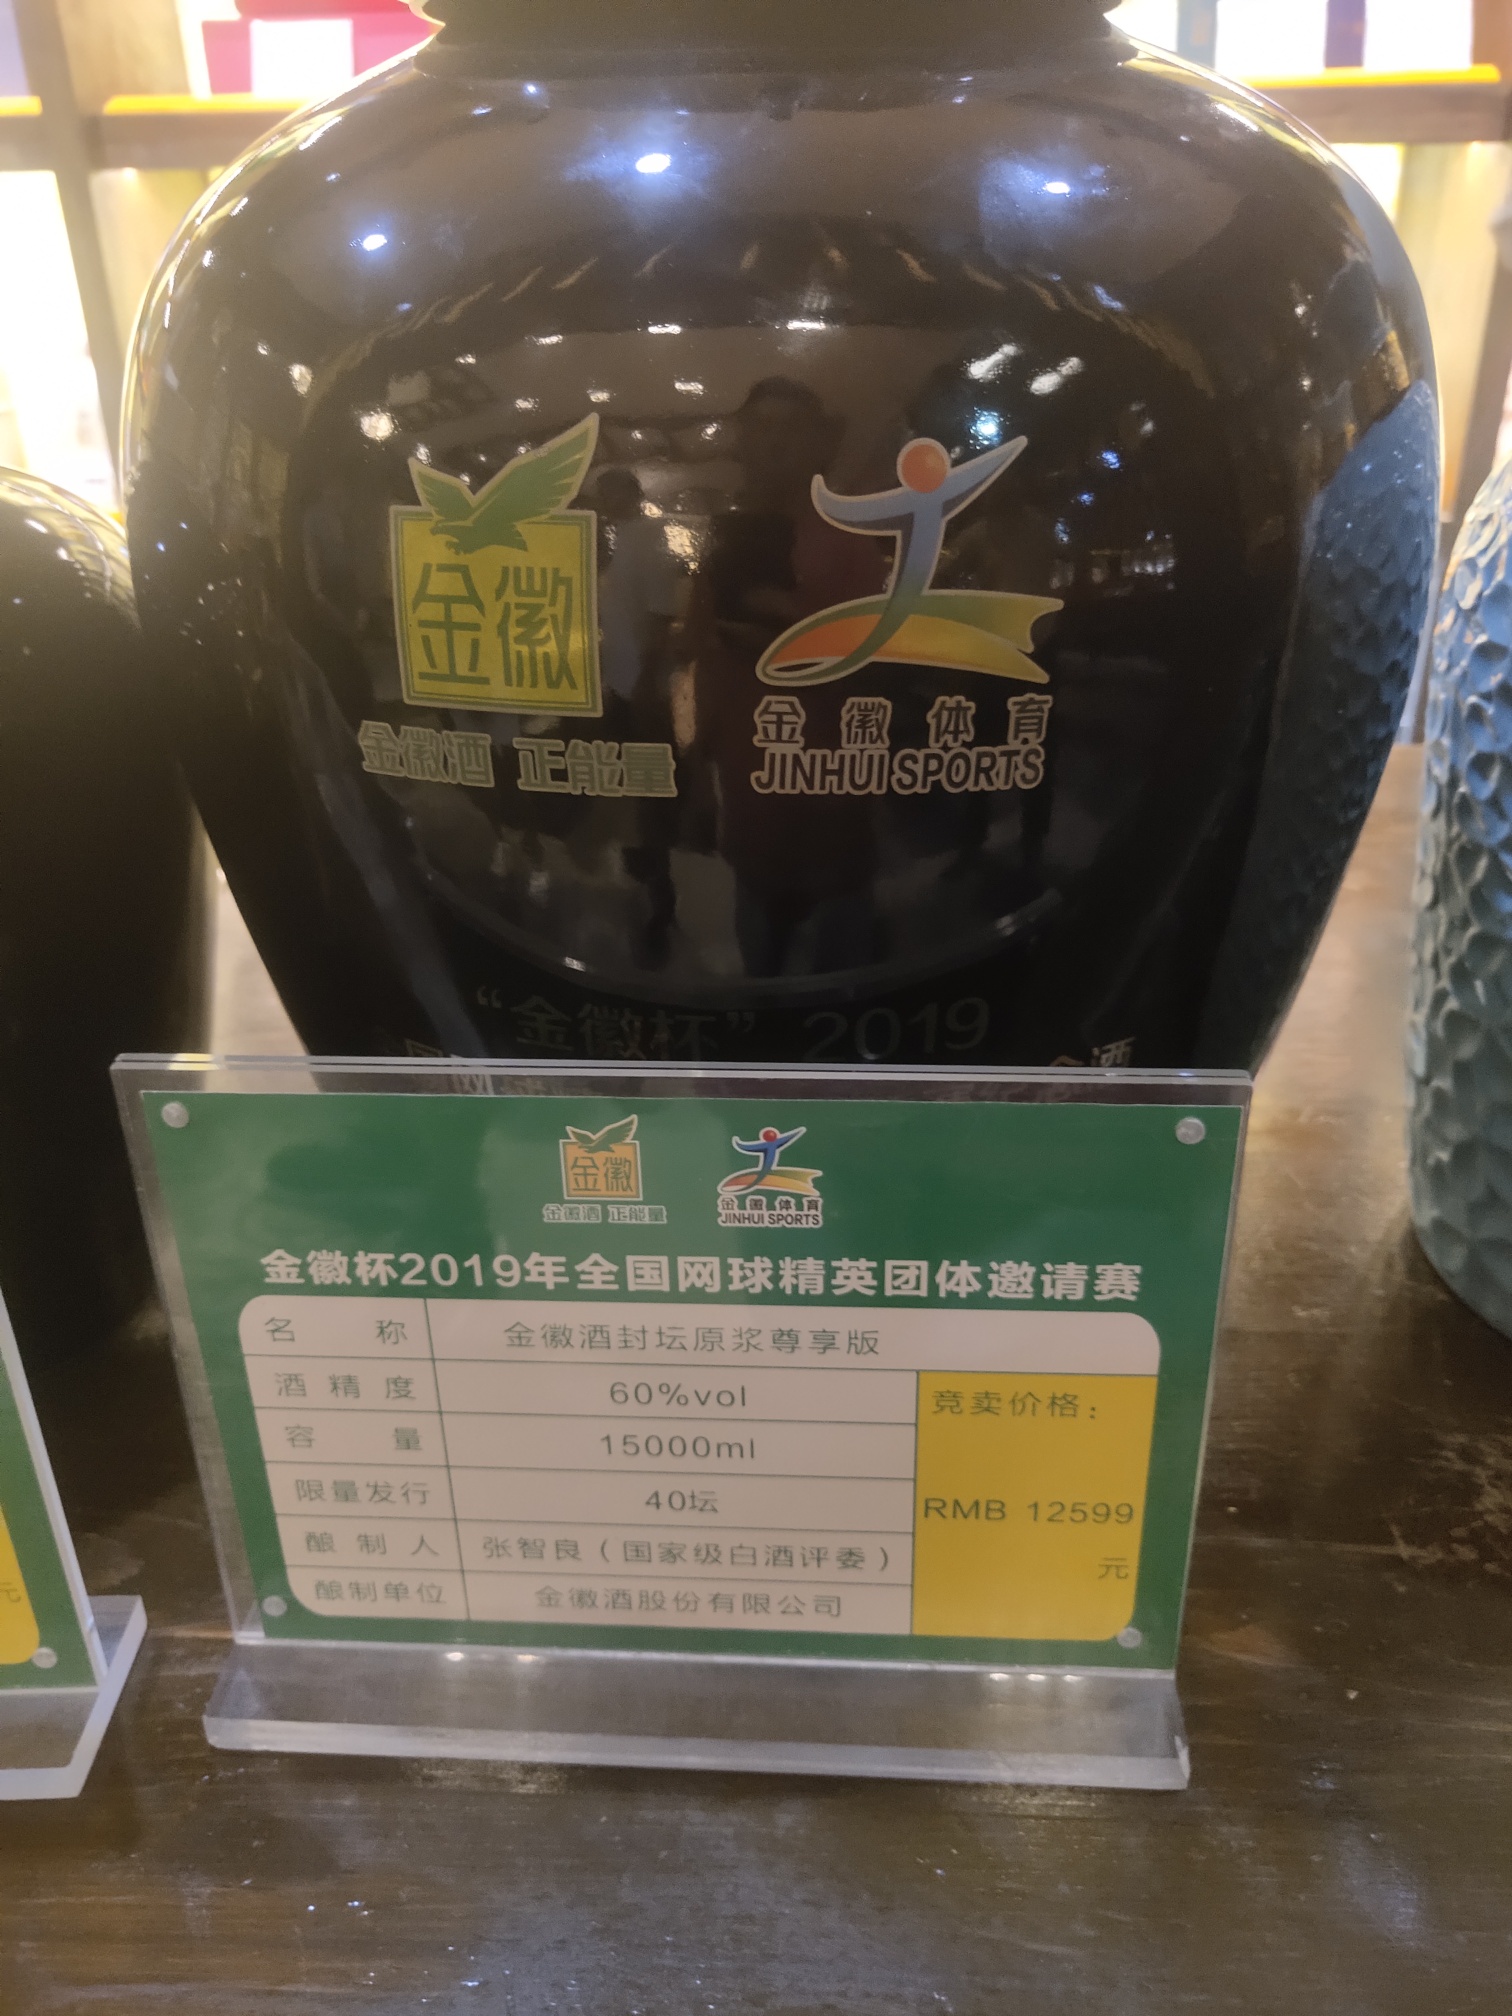 金徽
金徽酒 正能量
金徽体育
JINHUI SPORTS
“金徽杯” 2019
金徽
金徽酒 正能量
金徽体育
JINHUI SPORTS
金徽杯2019年全国网球精英团体邀请赛
名 称 金徽酒封坛原浆尊享版
酒精度 60%vol
容 量 15000ml
限量发行 40坛
酿制人 张智良（国家级白酒评委）
酿制单位 金徽酒股份有限公司
竞卖价格：
RMB 12599
元
元